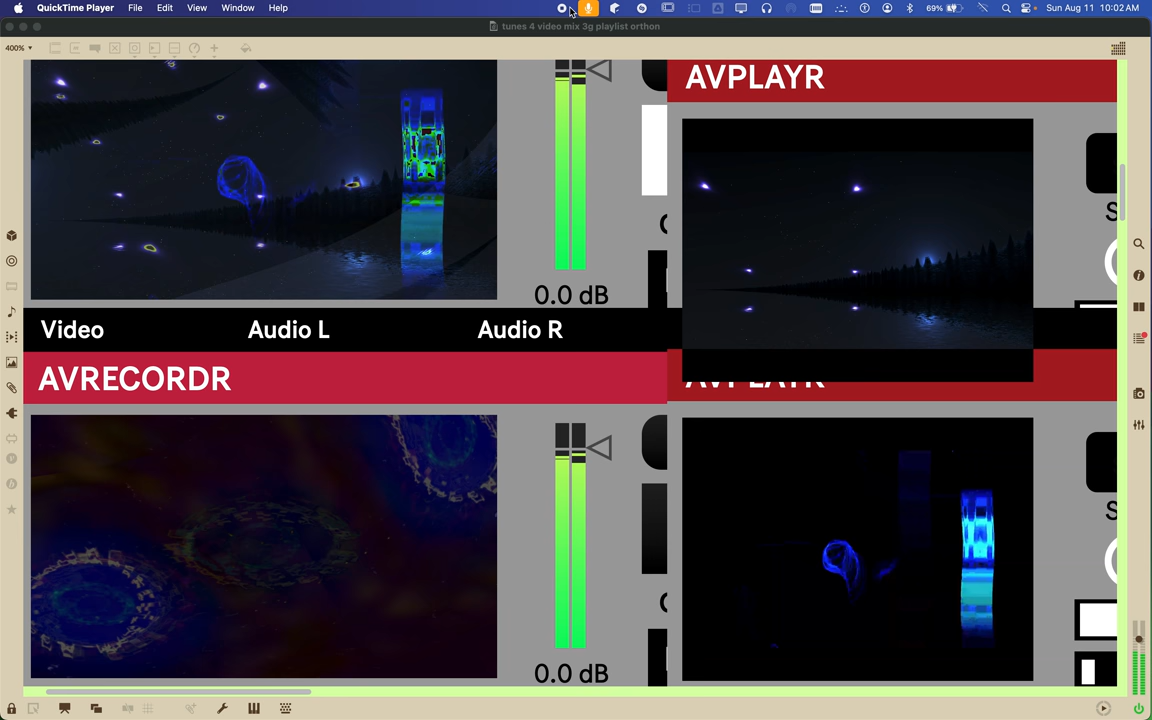 QuickTime Player File Edit View Window Help 69% Sun Aug 11 10:02 AM
tunes 4 video mix 3g playlist orthon
400%
AVPLAYR
S
0.0 dB
Video Audio L Audio R
AVRECORDR
AVPLAYR
S
0.0 dB